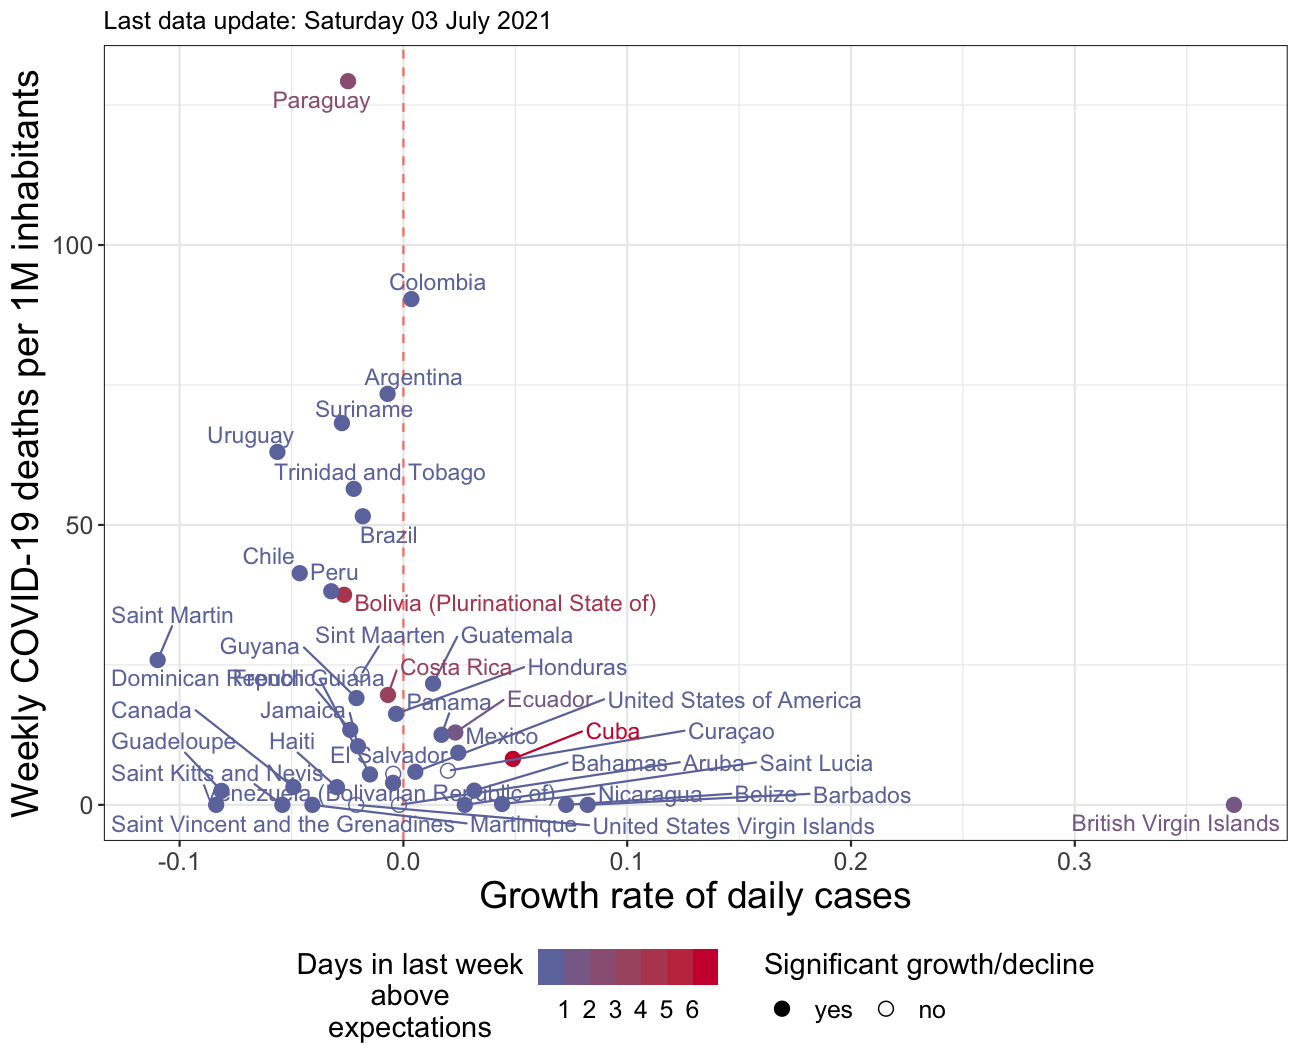 Last data update: Saturday 03 July 2021
Weekly COVID-19 deaths per 1M inhabitants
Paraguay
100
Colombia
Argentina
Suriname
Uruguay
Trinidad and Tobago
50
Brazil
Chile
Peru
Bolivia (Plurinational State of)
Saint Martin
Sint Maarten
Guatemala
Guyana
Costa Rica
Honduras
Dominican Republic
French Guiana
Panama
Ecuador
United States of America
Canada
Jamaica
Cuba
Curaçao
Mexico
Guadeloupe
Haiti
El Salvador
Bahamas
Aruba
Saint Lucia
Saint Kitts and Nevis
Venezuela (Bolivarian Republic of)
Nicaragua
Belize
Barbados
0
Saint Vincent and the Grenadines
Martinique
United States Virgin Islands
British Virgin Islands
-0.1
0.0
0.1
0.2
0.3
Growth rate of daily cases
Days in last week
above
expectations
1 2 3 4 5 6
Significant growth/decline
yes
no